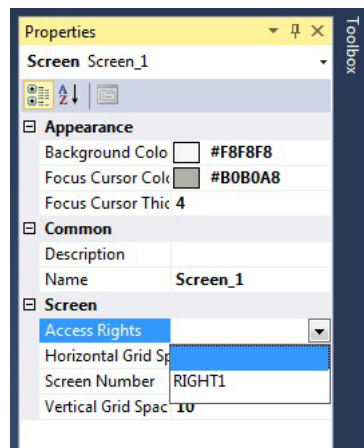 Properties
Toolbox
Screen Screen_1
Appearance
Background Colo #F8F8F8
Focus Cursor Colo #B0B0A8
Focus Cursor Thic 4
Common
Description
Name Screen_1
Screen
Access Rights
Horizontal Grid Sp
Screen Number RIGHT1
Vertical Grid Spac 10